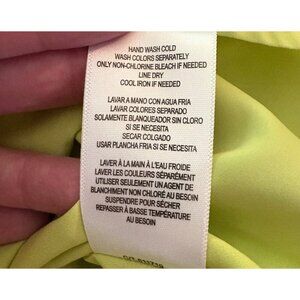 HAND WASH COLD
WASH COLORS SEPARATELY
ONLY NON-CHLORINE BLEACH IF NEEDED
LINE DRY
COOL IRON IF NEEDED
LAVAR A MANO CON AGUA FRIA
LAVAR COLORES SEPARADO
SOLAMENTE BLANQUEADOR SIN CLORO
SI SE NECESITA
SECAR COLGADO
USAR PLANCHA FRIA SI SE NECESITA
LAVER À LA MAIN À L'EAU FROIDE
LAVER LES COULEURS SÉPARÉMENT
UTILISER SEULEMENT UN AGENT DE
BLANCHIMENT NON CHLORÉ AU BESOIN
SUSPENDRE POUR SÉCHER
REPASSER À BASSE TEMPÉRATURE
AU BESOIN